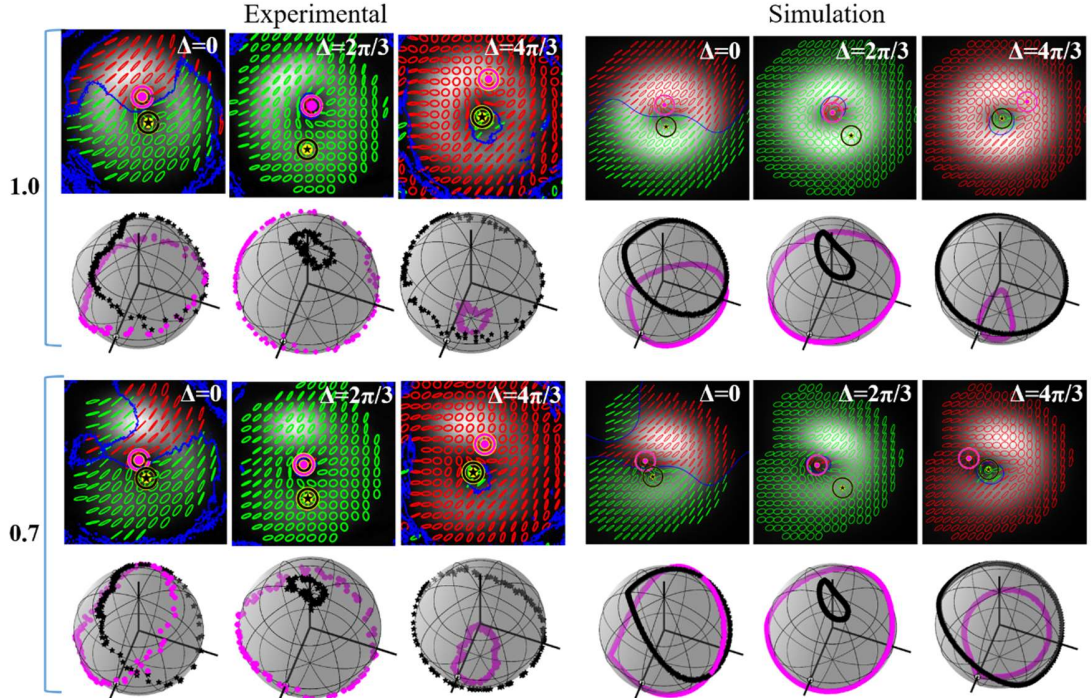 Experimental
Simulation
Δ=0
Δ=2π/3
Δ=4π/3
Δ=0
Δ=2π/3
Δ=4π/3
1.0
Δ=0
Δ=2π/3
Δ=4π/3
Δ=0
Δ=2π/3
Δ=4π/3
0.7